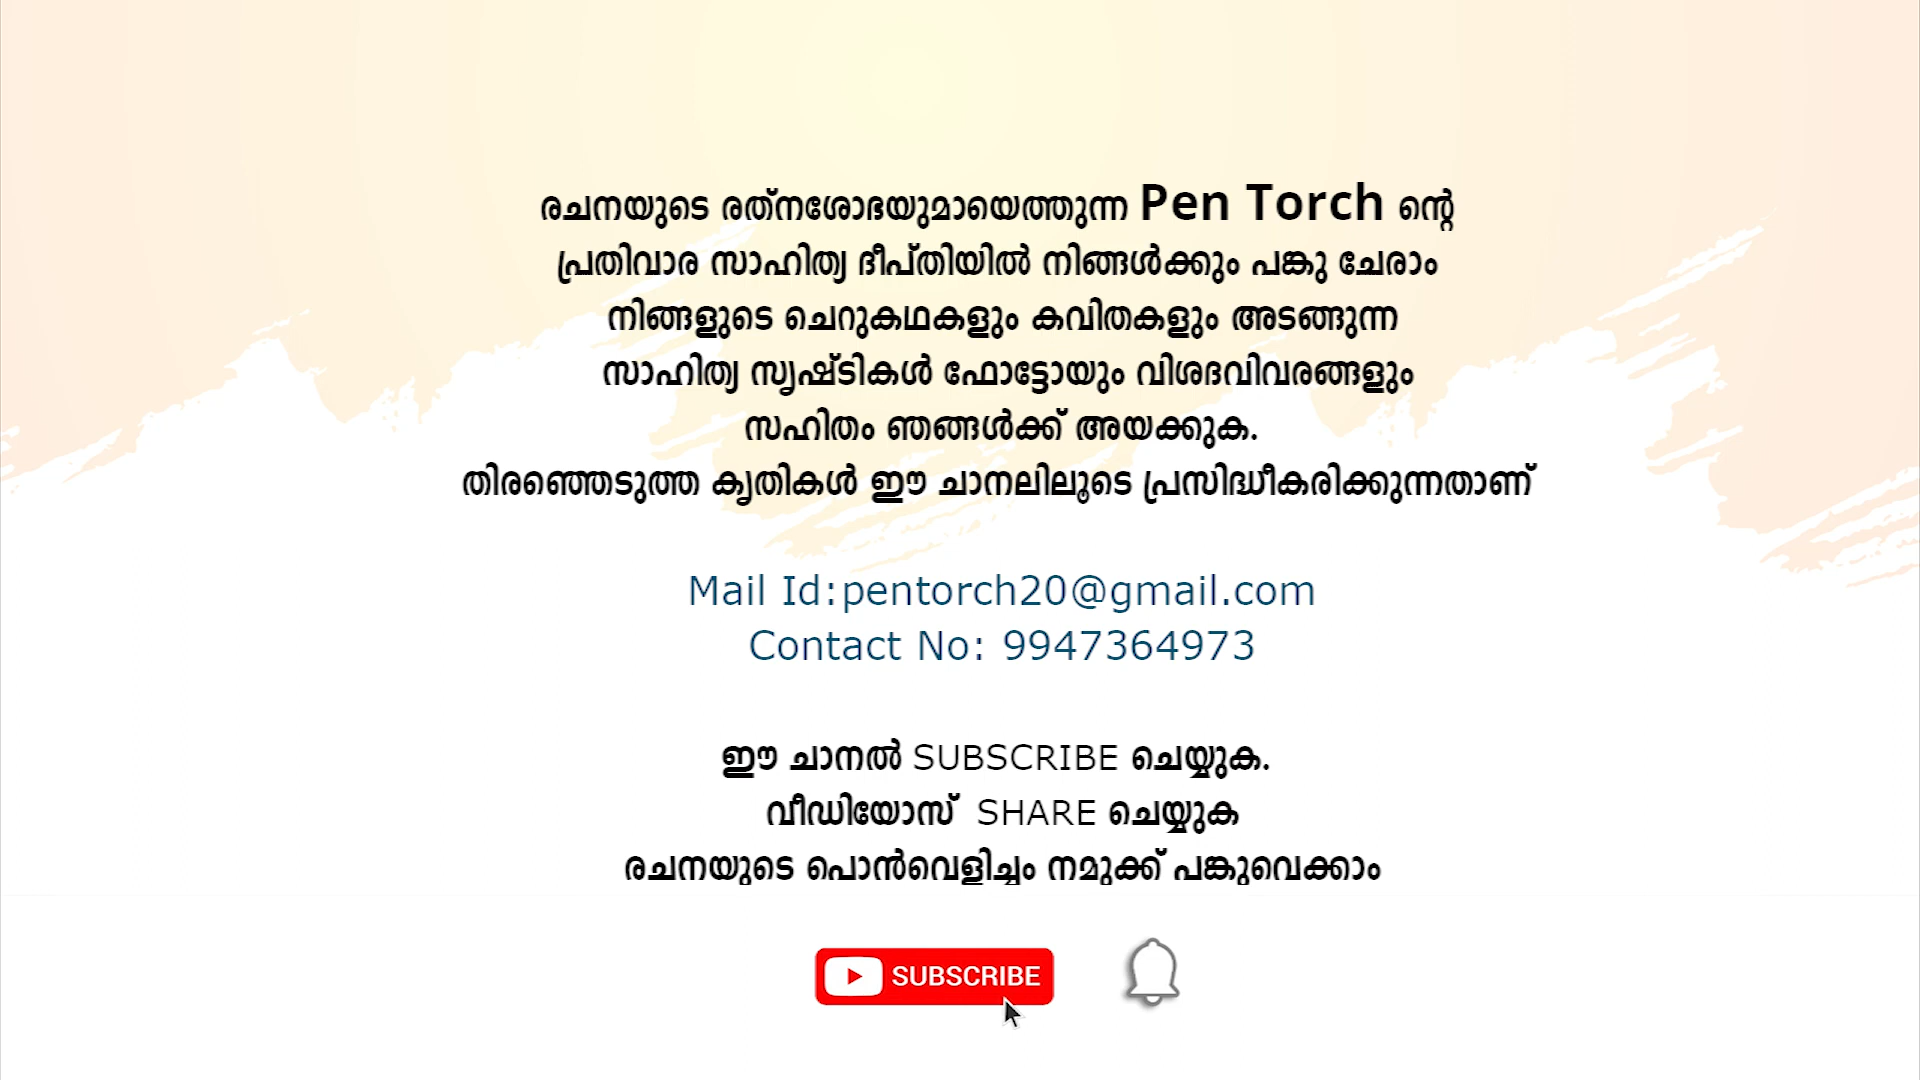 രചനയുടെ രത്‌നശോഭയുമായെത്തുന്ന Pen Torch ന്റെ
പ്രതിവാര സാഹിത്യ ദീപ്തിയിൽ നിങ്ങൾക്കും പങ്കു ചേരാം
നിങ്ങളുടെ ചെറുകഥകളും കവിതകളും അടങ്ങുന്ന
സാഹിത്യ സൃഷ്ടികൾ ഫോട്ടോയും വിശദവിവരങ്ങളും
സഹിതം ഞങ്ങൾക്ക് അയക്കുക.
തിരഞ്ഞെടുത്ത കൃതികൾ ഈ ചാനലിലൂടെ പ്രസിദ്ധീകരിക്കുന്നതാണ്
Mail Id:pentorch20@gmail.com
Contact No: 9947364973
ഈ ചാനൽ SUBSCRIBE ചെയ്യുക.
വീഡിയോസ് SHARE ചെയ്യുക
രചനയുടെ പൊൻവെളിച്ചം നമുക്ക് പങ്കുവെക്കാം
SUBSCRIBE